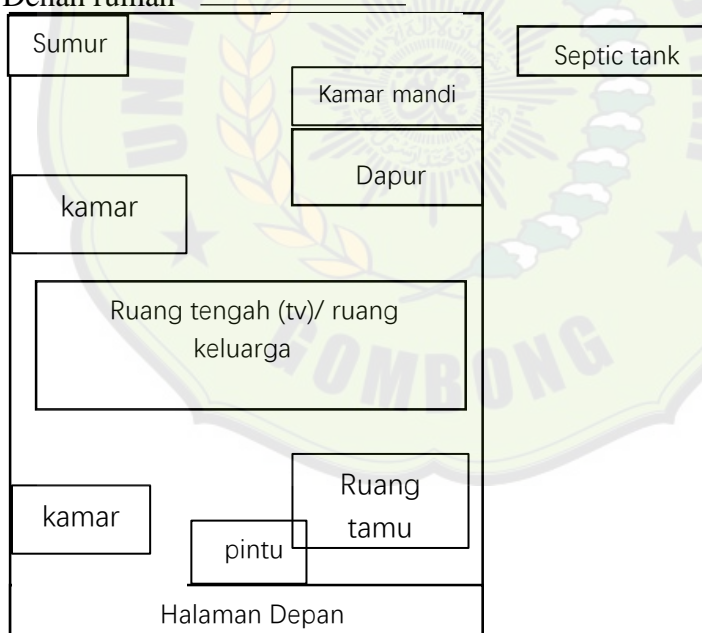 Denah rumah
Sumur
Septic tank
Kamar mandi
Dapur
kamar
Ruang tengah (tv)/ ruang
keluarga
GOMBONG
kamar
Ruang
tamu
pintu
Halaman Depan